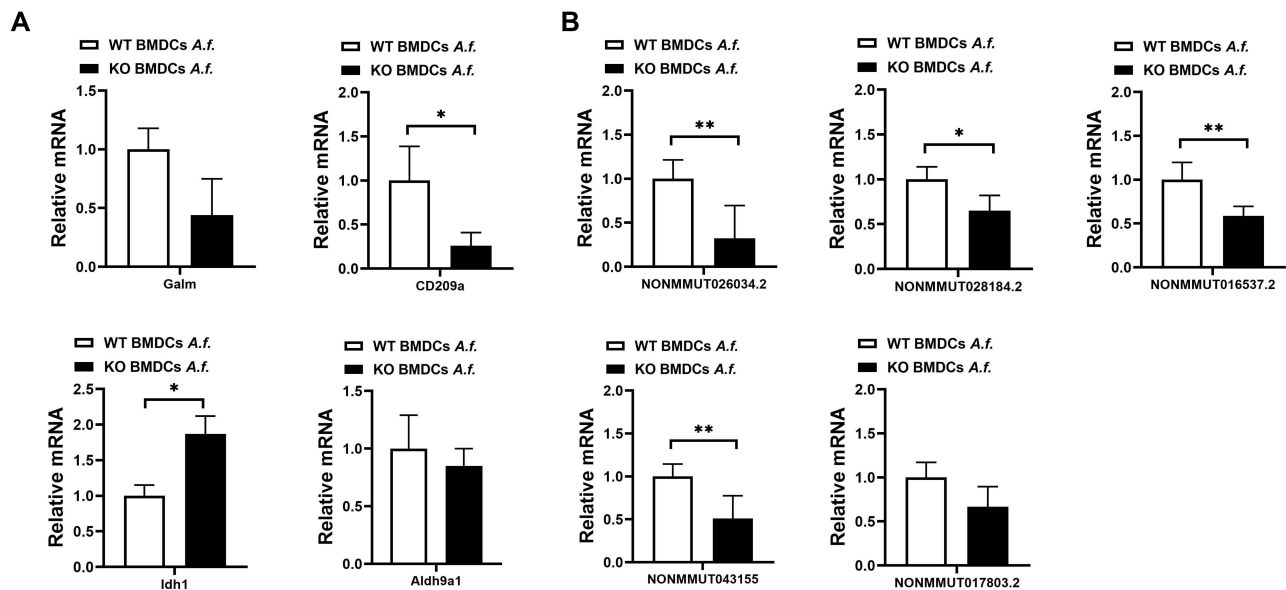 A
WT BMDCs A.f.
KO BMDCs A.f.
Relative mRNA
1.5
1.0
0.5
0.0
Galm
WT BMDCs A.f.
KO BMDCs A.f.
Relative mRNA
2.0
1.5
1.0
0.5
0.0
*
CD209a
WT BMDCs A.f.
KO BMDCs A.f.
Relative mRNA
2.5
2.0
1.5
1.0
0.5
0.0
*
Idh1
WT BMDCs A.f.
KO BMDCs A.f.
Relative mRNA
1.5
1.0
0.5
0.0
Aldh9a1
B
WT BMDCs A.f.
KO BMDCs A.f.
Relative mRNA
2.0
1.5
1.0
0.5
0.0
**
NONMMUT026034.2
WT BMDCs A.f.
KO BMDCs A.f.
Relative mRNA
2.0
1.5
1.0
0.5
0.0
*
NONMMUT028184.2
WT BMDCs A.f.
KO BMDCs A.f.
Relative mRNA
2.0
1.5
1.0
0.5
0.0
**
NONMMUT016537.2
WT BMDCs A.f.
KO BMDCs A.f.
Relative mRNA
2.0
1.5
1.0
0.5
0.0
**
NONMMUT043155
WT BMDCs A.f.
KO BMDCs A.f.
Relative mRNA
2.0
1.5
1.0
0.5
0.0
NONMMUT017803.2